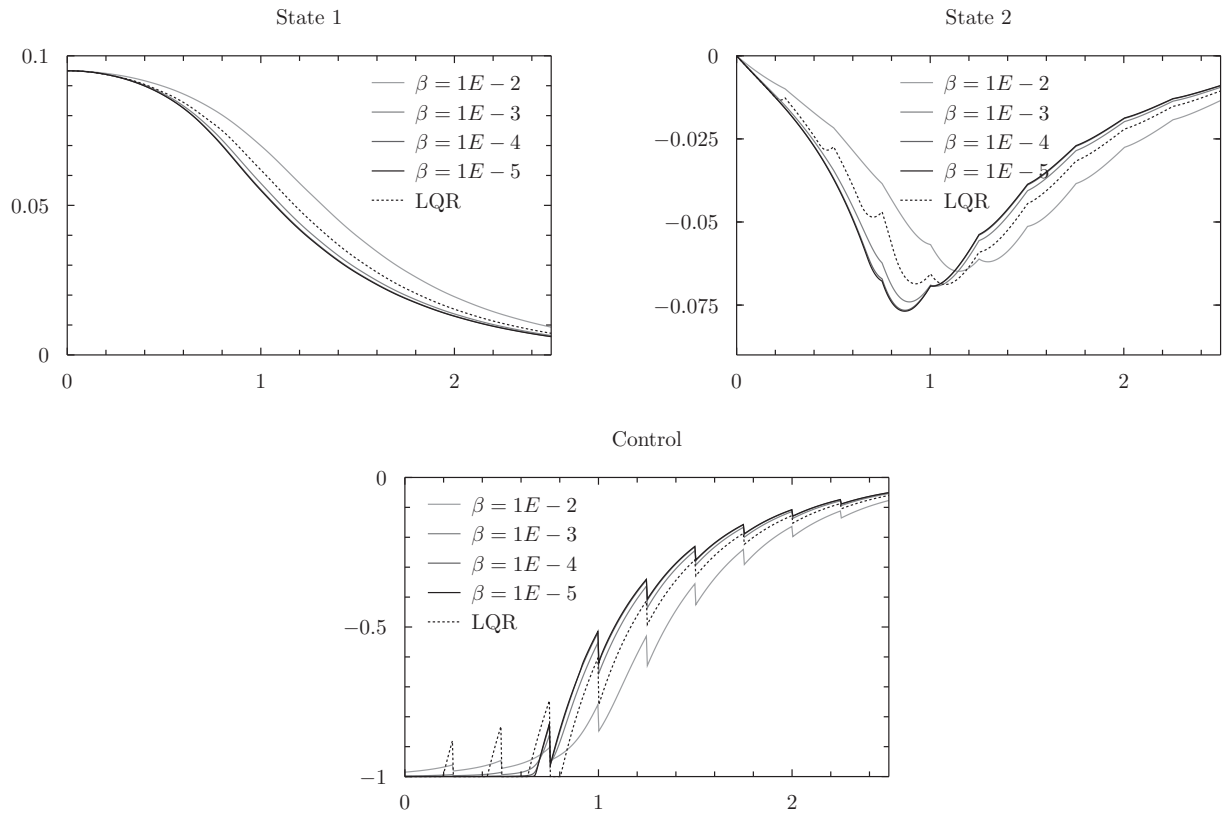 State 1
0.1
0.05
0
0
1
2
β = 1E − 2
β = 1E − 3
β = 1E − 4
β = 1E − 5
LQR
State 2
0
−0.025
−0.05
−0.075
0
1
2
β = 1E − 2
β = 1E − 3
β = 1E − 4
β = 1E − 5
LQR
Control
0
−0.5
−1
0
1
2
β = 1E − 2
β = 1E − 3
β = 1E − 4
β = 1E − 5
LQR